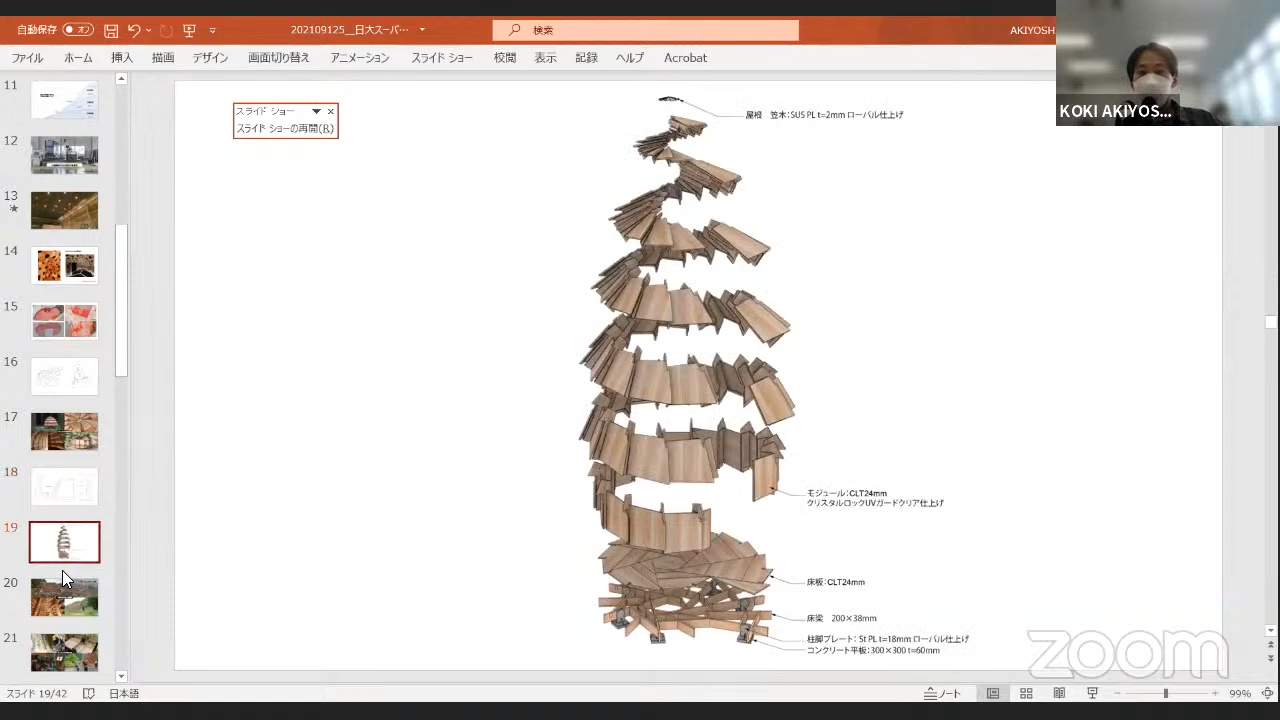 自動保存 オフ
202109125__日大スーパ…
検索
AKIYOSH
ファイル ホーム 挿入 描画 デザイン 画面切り替え アニメーション スライド ショー 校閲 表示 記録 ヘルプ Acrobat
KOKI AKIYOS...
スライド ショー
スライド ショーの再開(R)
11
12
13
14
15
16
17
18
19
20
21
屋根 笠木:SUS PL t=2mm ローバル仕上げ
モジュール:CLT24mm
クリスタルロックUVガードクリア仕上げ
床板:CLT24mm
床梁 200×38mm
柱脚プレート: St PL t=18mm ローバル仕上げ
コンクリート平板:300×300 t=60mm
zoom
スライド 19/42 日本語
ノート
99%